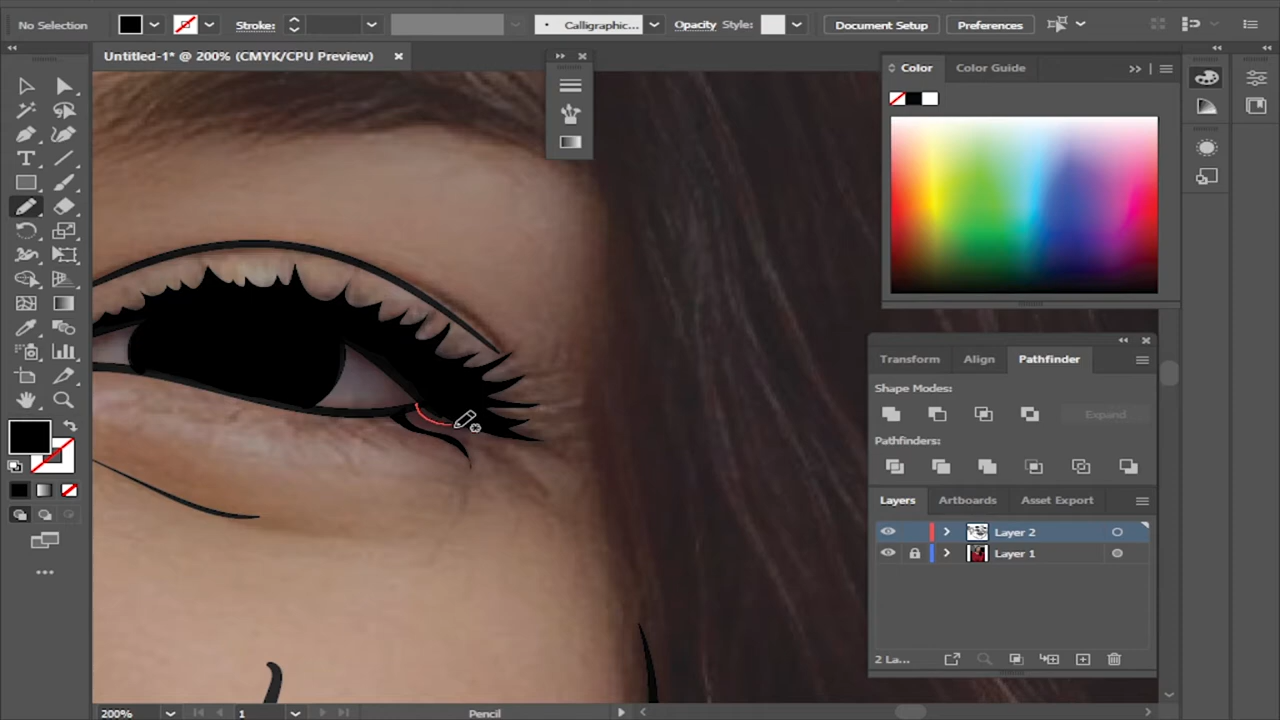 No Selection
Stroke:
Calligraphic...
Opacity
Style:
Document Setup
Preferences
Untitled-1* @ 200% (CMYK/CPU Preview)
Color
Color Guide
Transform
Align
Pathfinder
Shape Modes:
Expand
Pathfinders:
Layers
Artboards
Asset Export
Layer 2
Layer 1
2 La...
200%
1
Pencil